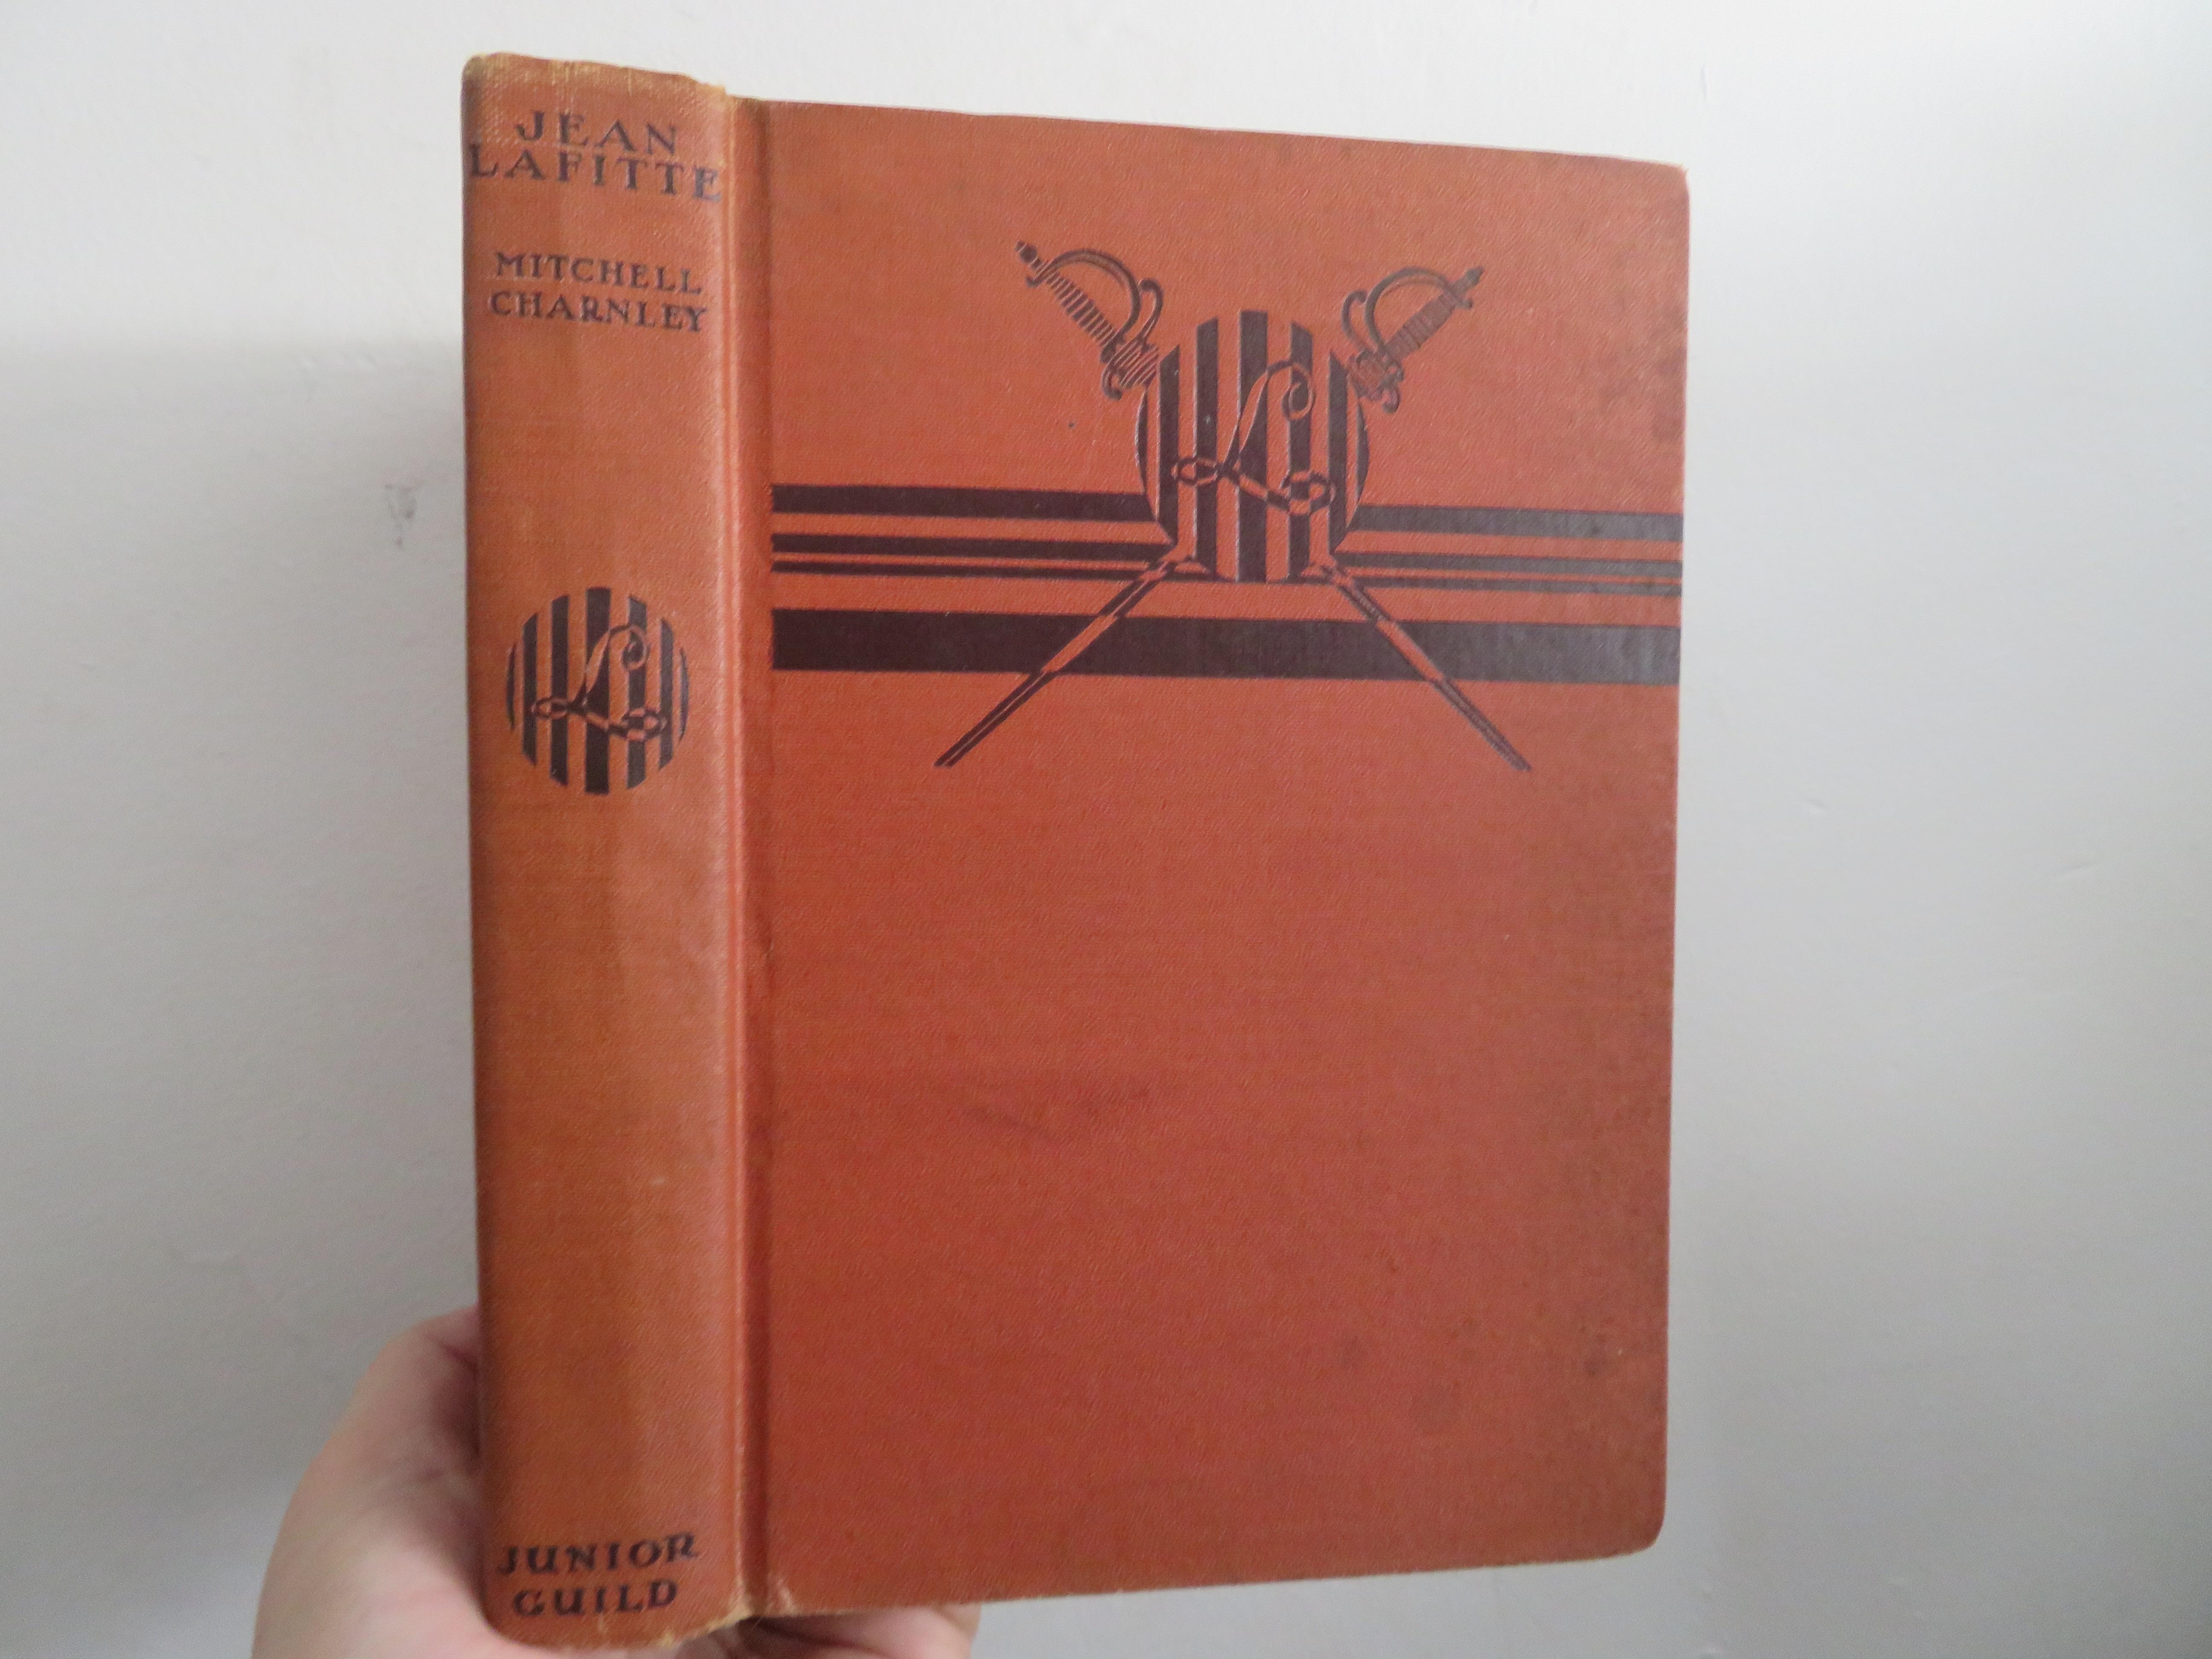 JEAN
LAFITTE
MITCHELL
CHARNLEY
L
L
JUNIOR
GUILD